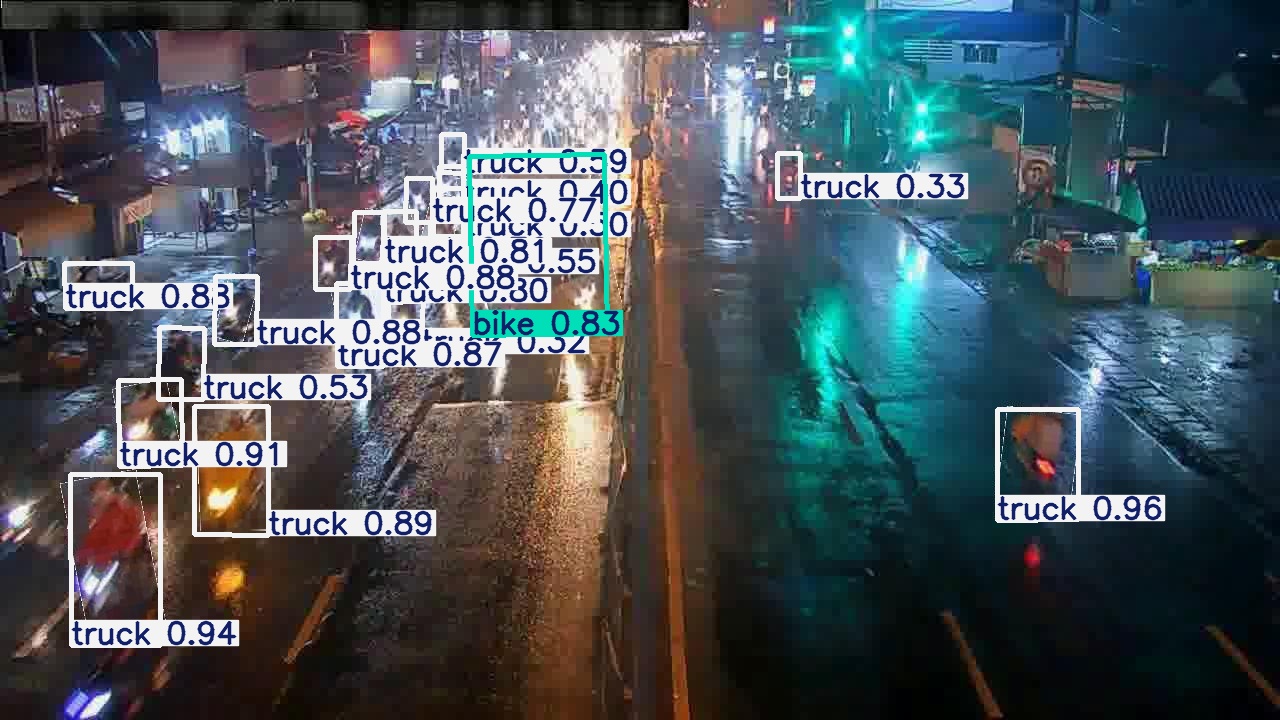 truck 0.59
truck 0.40
truck 0.33
truck 0.77
truck 0.30
truck 0.81
0.55
truck 0.88
truck 0.80
truck 0.88
bike 0.83
truck 0.88
0.32
truck 0.87
truck 0.53
truck 0.91
truck 0.96
truck 0.89
truck 0.94